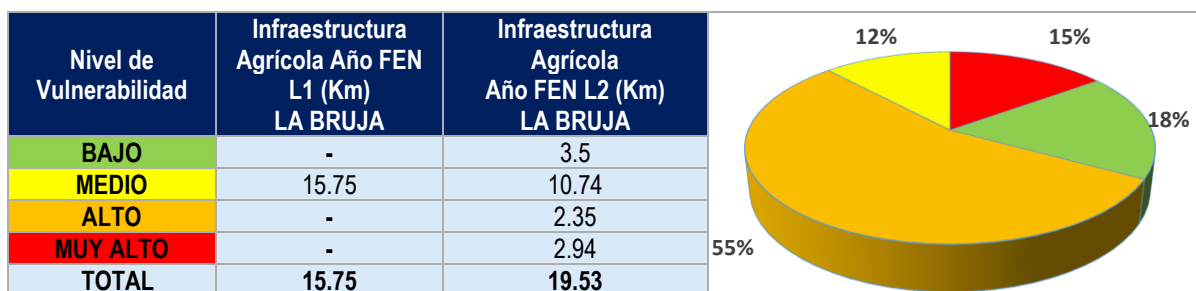 Nivel de
Vulnerabilidad
Infraestructura
Agrícola Año FEN
L1 (Km)
LA BRUJA
Infraestructura
Agrícola
Año FEN L2 (Km)
LA BRUJA
BAJO - 3.5
MEDIO 15.75 10.74
ALTO - 2.35
MUY ALTO - 2.94
TOTAL 15.75 19.53
12%
15%
18%
55%